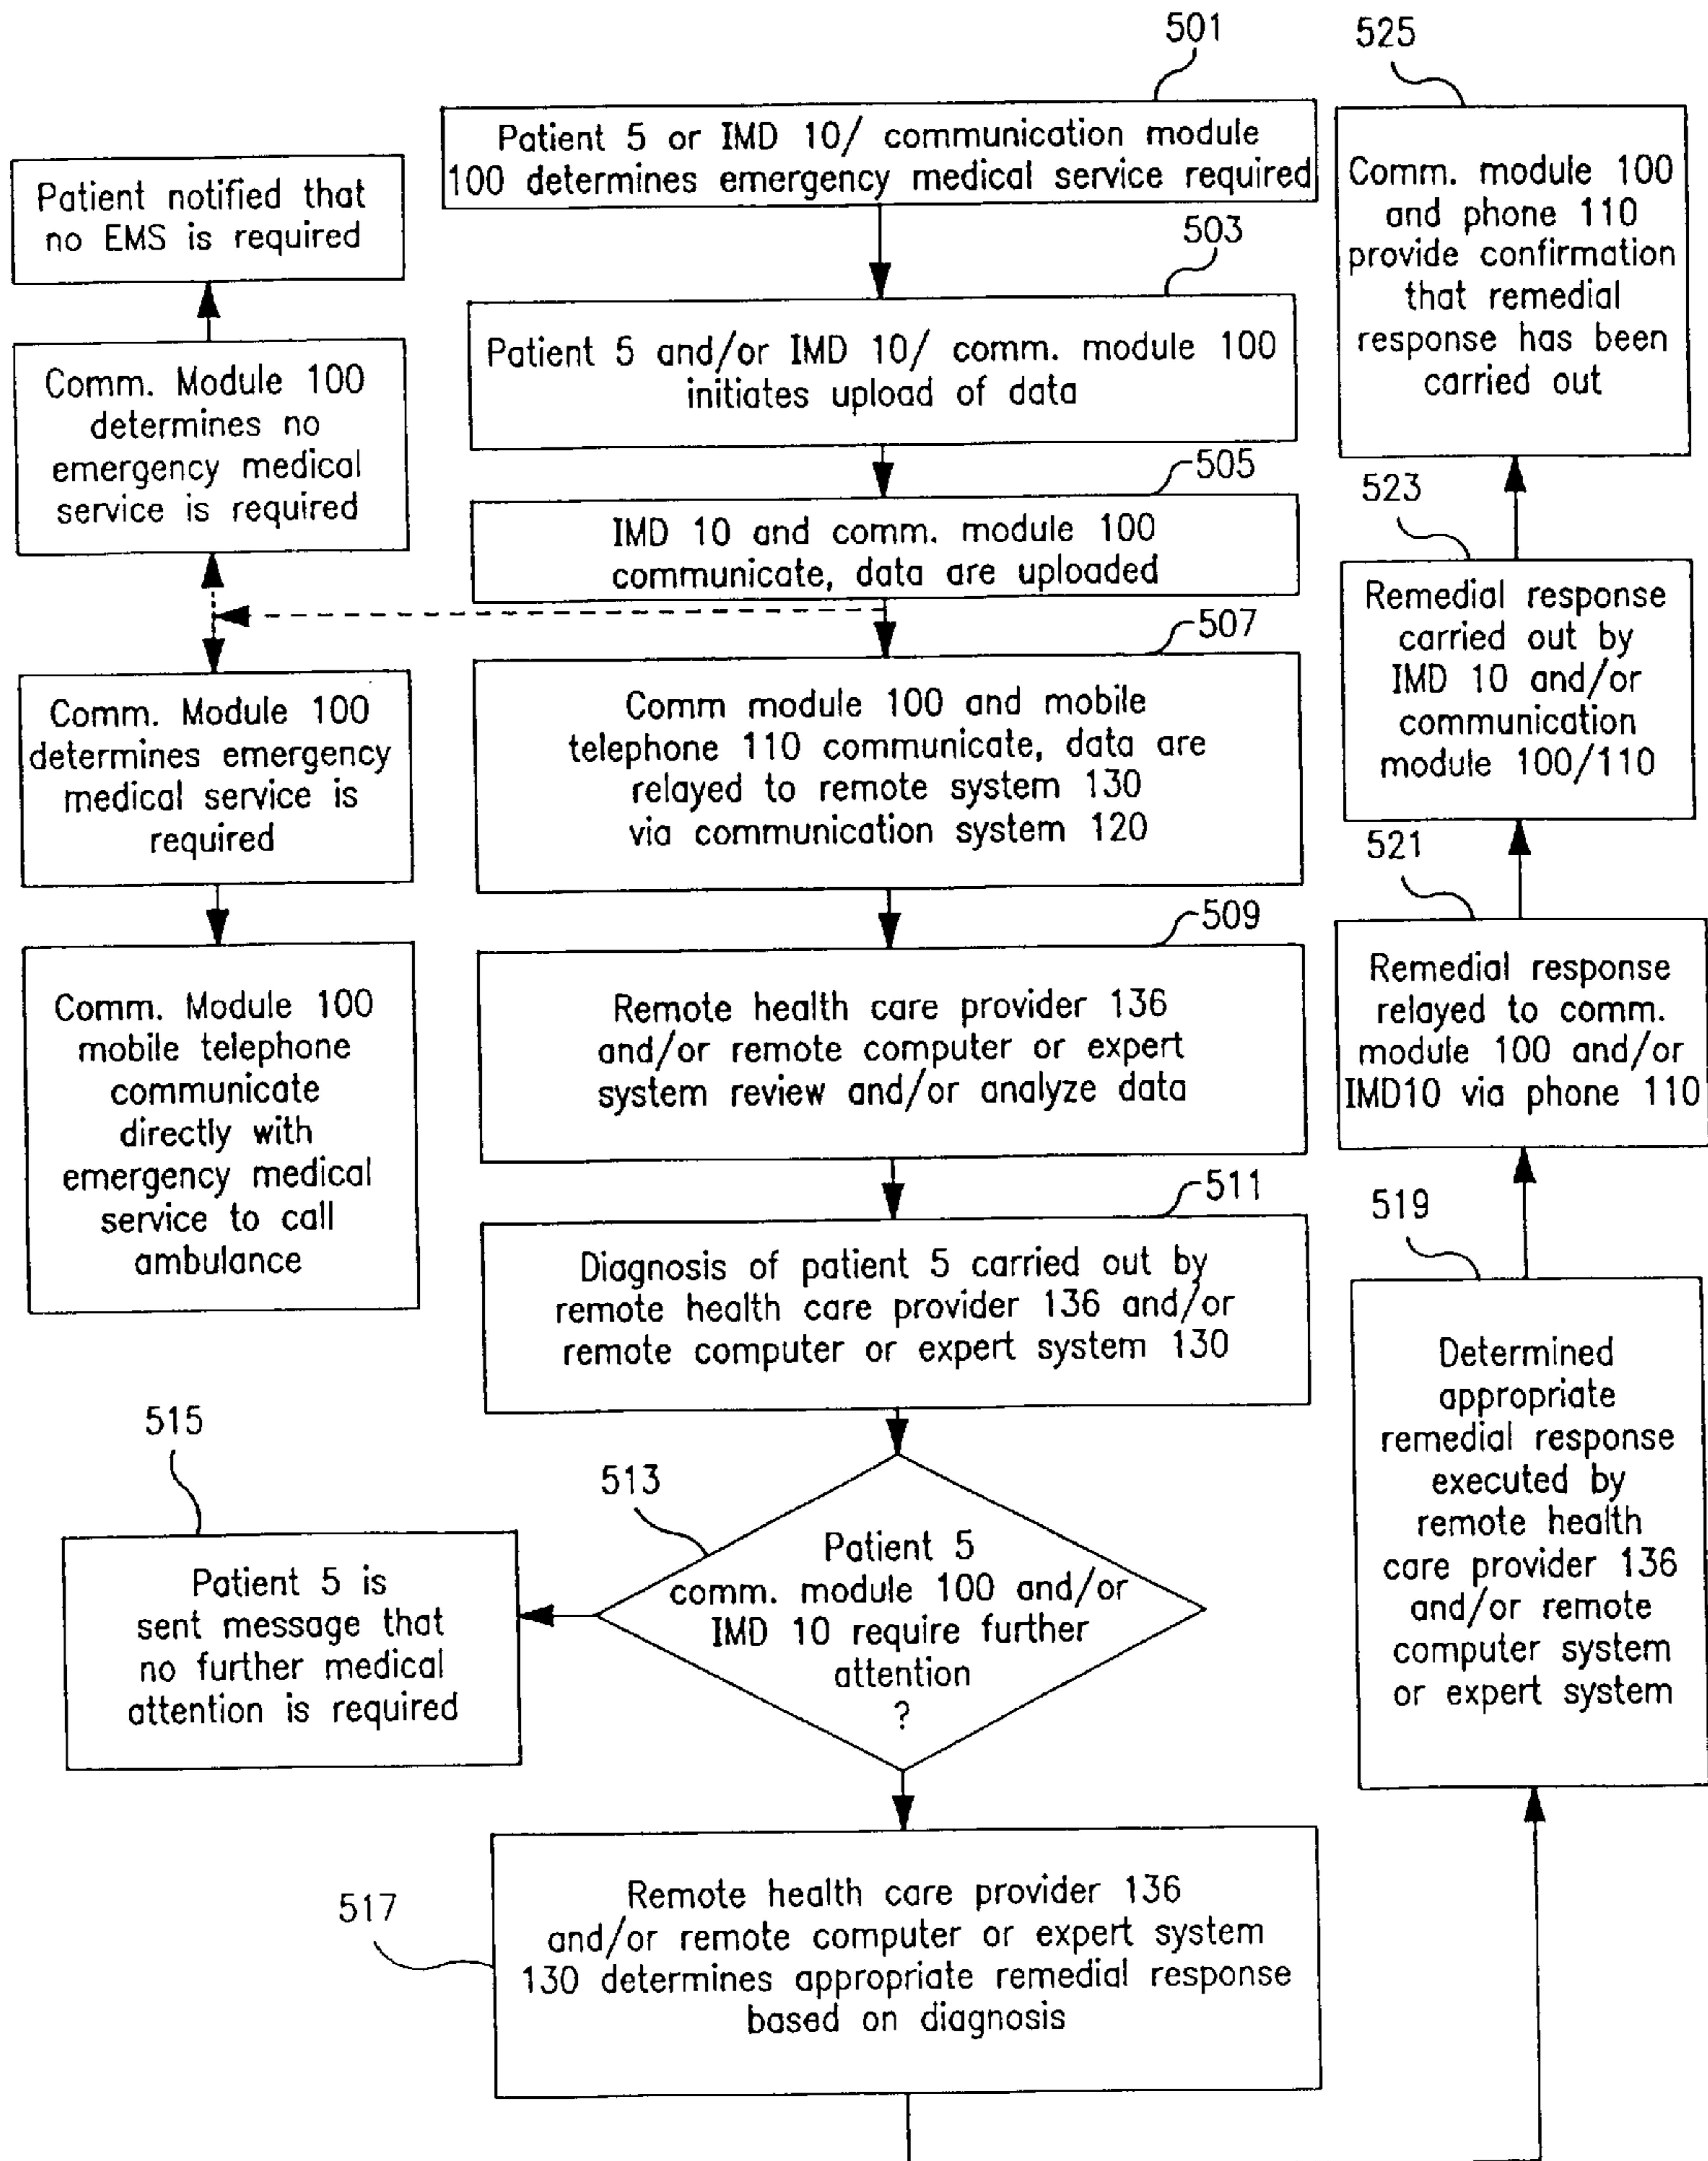 501
Patient 5 or IMD 10/ communication module
100 determines emergency medical service required
503
Patient 5 and/or IMD 10/ comm. module 100
initiates upload of data
505
IMD 10 and comm. module 100
communicate, data are uploaded
Patient notified that
no EMS is required
Comm. Module 100
determines no
emergency medical
service is required
Comm. Module 100
determines emergency
medical service is
required
Comm. Module 100
mobile telephone
communicate
directly with
emergency medical
service to call
ambulance
507
Comm module 100 and mobile
telephone 110 communicate, data are
relayed to remote system 130
via communication system 120
509
Remote health care provider 136
and/or remote computer or expert
system review and/or analyze data
511
Diagnosis of patient 5 carried out by
remote health care provider 136 and/or
remote computer or expert system 130
513
Patient 5
comm. module 100 and/or
IMD 10 require further
attention
?
515
Patient 5 is
sent message that
no further medical
attention is required
517
Remote health care provider 136
and/or remote computer or expert system
130 determines appropriate remedial response
based on diagnosis
519
Determined
appropriate
remedial response
executed by
remote health
care provider 136
and/or remote
computer system
or expert system
521
Remedial response
relayed to comm.
module 100 and/or
IMD10 via phone 110
523
Remedial response
carried out by
IMD 10 and/or
communication
module 100/110
525
Comm. module 100
and phone 110
provide confirmation
that remedial
response has been
carried out